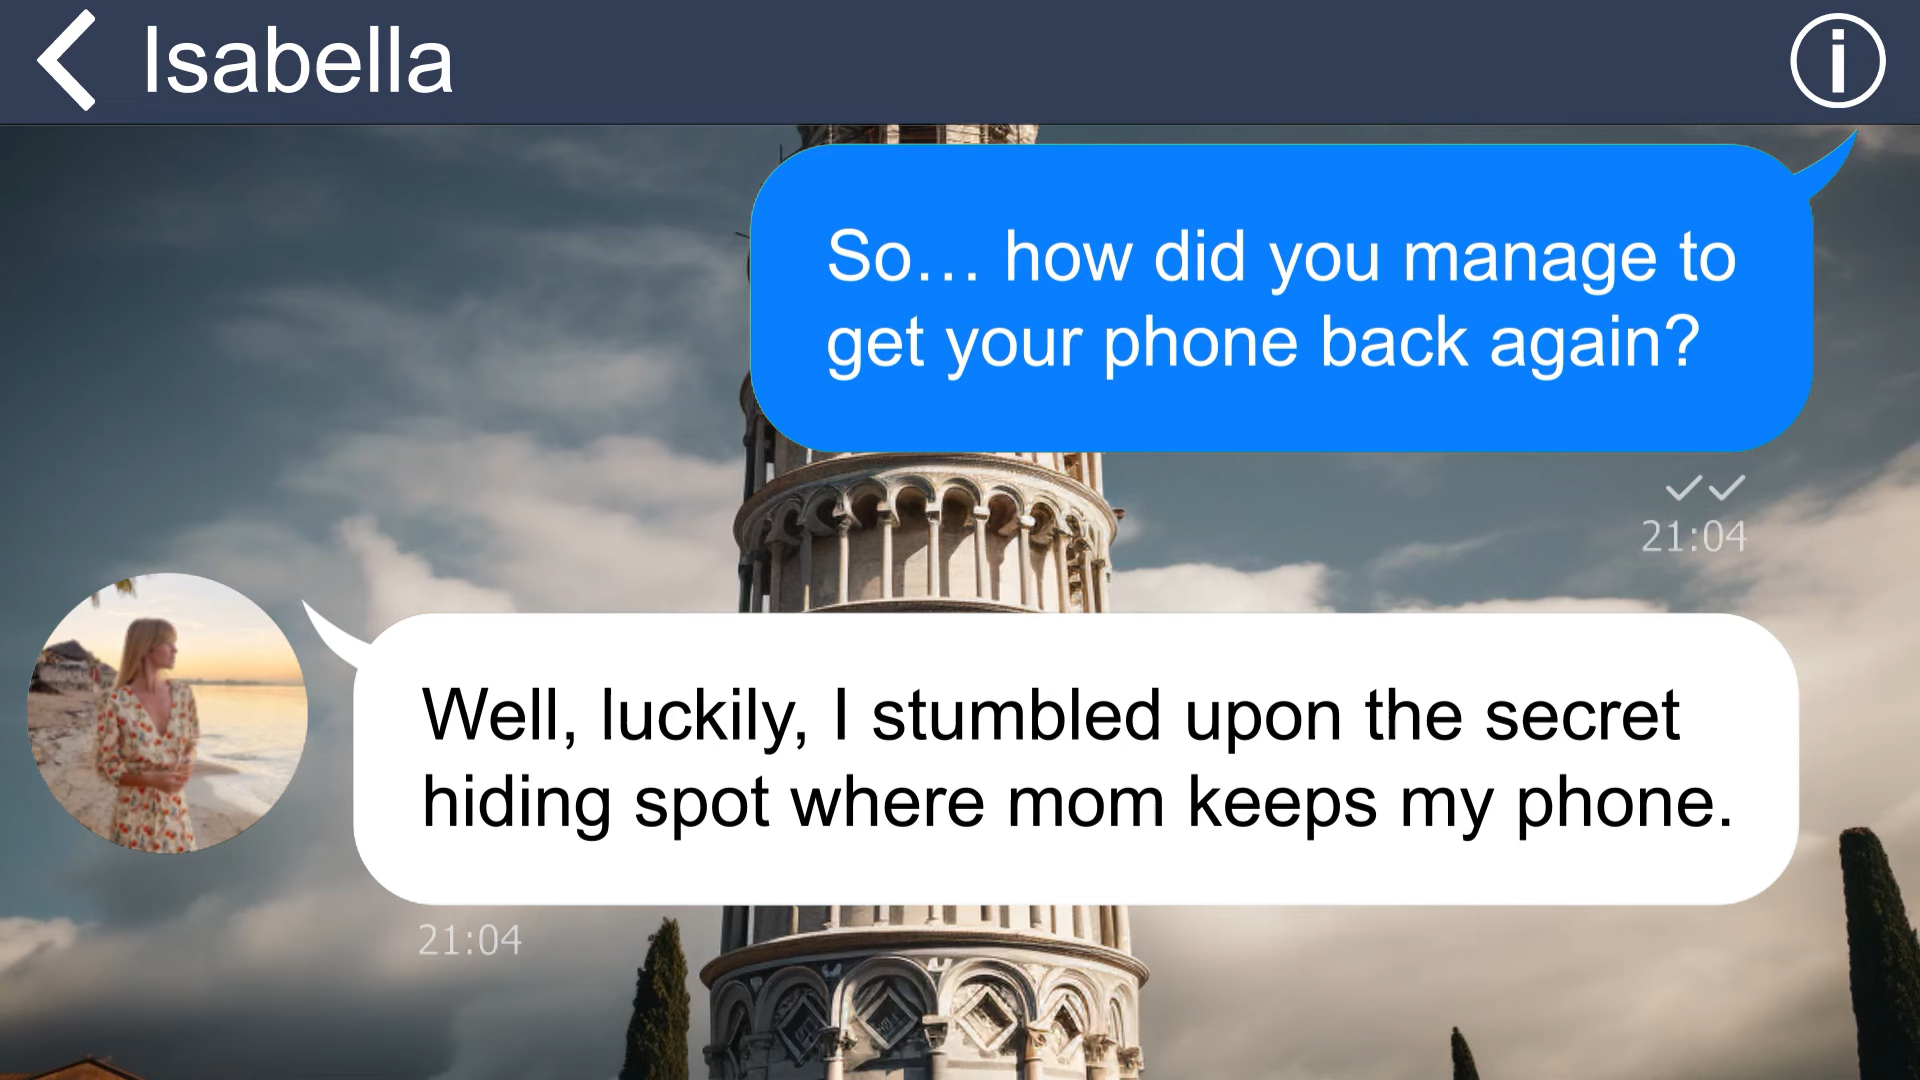 Isabella
So… how did you manage to
get your phone back again?
21:04
Well, luckily, I stumbled upon the secret
hiding spot where mom keeps my phone.
21:04